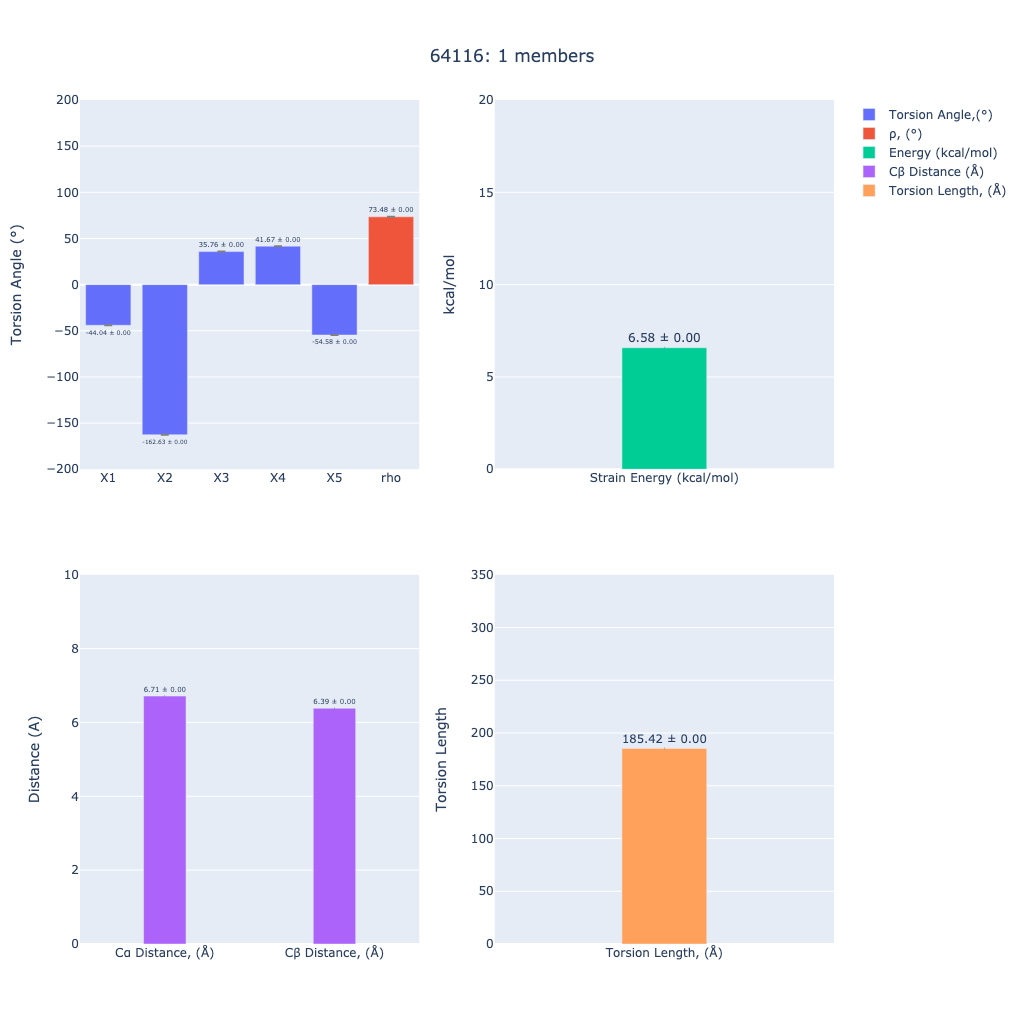 64116: 1 members
Torsion Angle,(°)
ρ, (°)
Energy (kcal/mol)
Cβ Distance (Å)
Torsion Length, (Å)
Torsion Angle (°)
200
150
100
50
0
−50
−100
−150
−200
-44.04 ± 0.00
-162.63 ± 0.00
35.76 ± 0.00
41.67 ± 0.00
-54.58 ± 0.00
73.48 ± 0.00
X1
X2
X3
X4
X5
rho
kcal/mol
20
15
10
5
0
6.58 ± 0.00
Strain Energy (kcal/mol)
Distance (A)
10
8
6
4
2
0
6.71 ± 0.00
6.39 ± 0.00
Cα Distance, (Å)
Cβ Distance, (Å)
Torsion Length
350
300
250
200
150
100
50
0
185.42 ± 0.00
Torsion Length, (Å)